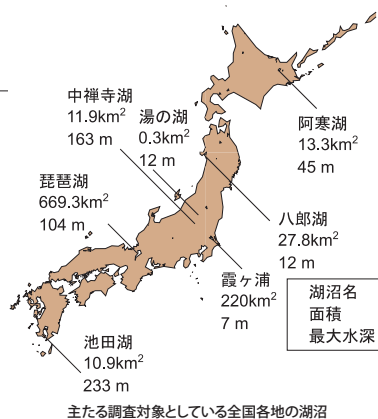 中禅寺湖
11.9km²
163 m
湯の湖
0.3km²
12 m
阿寒湖
13.3km²
45 m
琵琶湖
669.3km²
104 m
八郎湖
27.8km²
12 m
霞ヶ浦
220km²
7 m
湖沼名
面積
最大水深
池田湖
10.9km²
233 m
主たる調査対象としている全国各地の湖沼